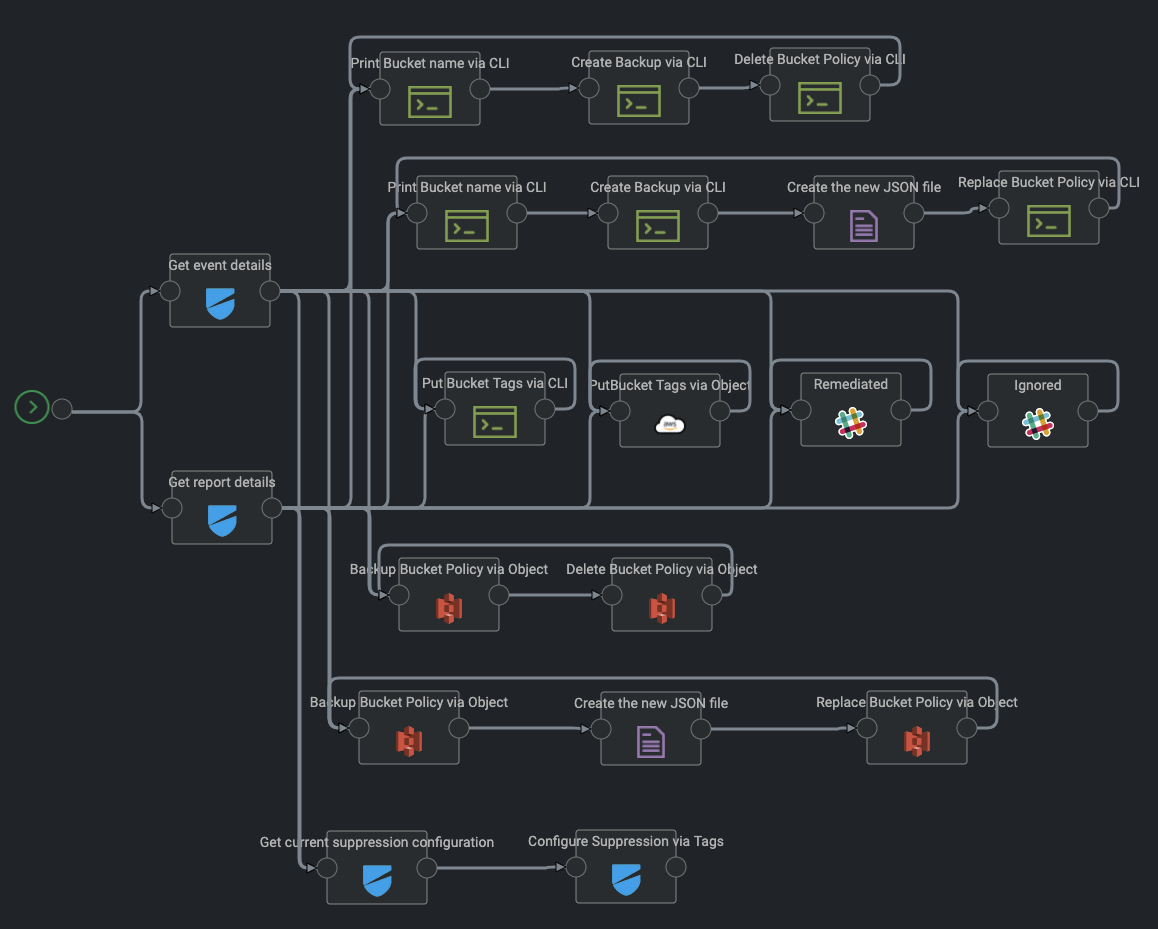 Print Bucket name via CLI
Create Backup via CLI
Delete Bucket Policy via CLI
Print Bucket name via CLI
Create Backup via CLI
Create the new JSON file
Replace Bucket Policy via CLI
Get event details
Put Bucket Tags via CLI
PutBucket Tags via Object
aws
Remediated
Ignored
Get report details
Backup Bucket Policy via Object
Delete Bucket Policy via Object
Backup Bucket Policy via Object
Create the new JSON file
Replace Bucket Policy via Object
Get current suppression configuration
Configure Suppression via Tags